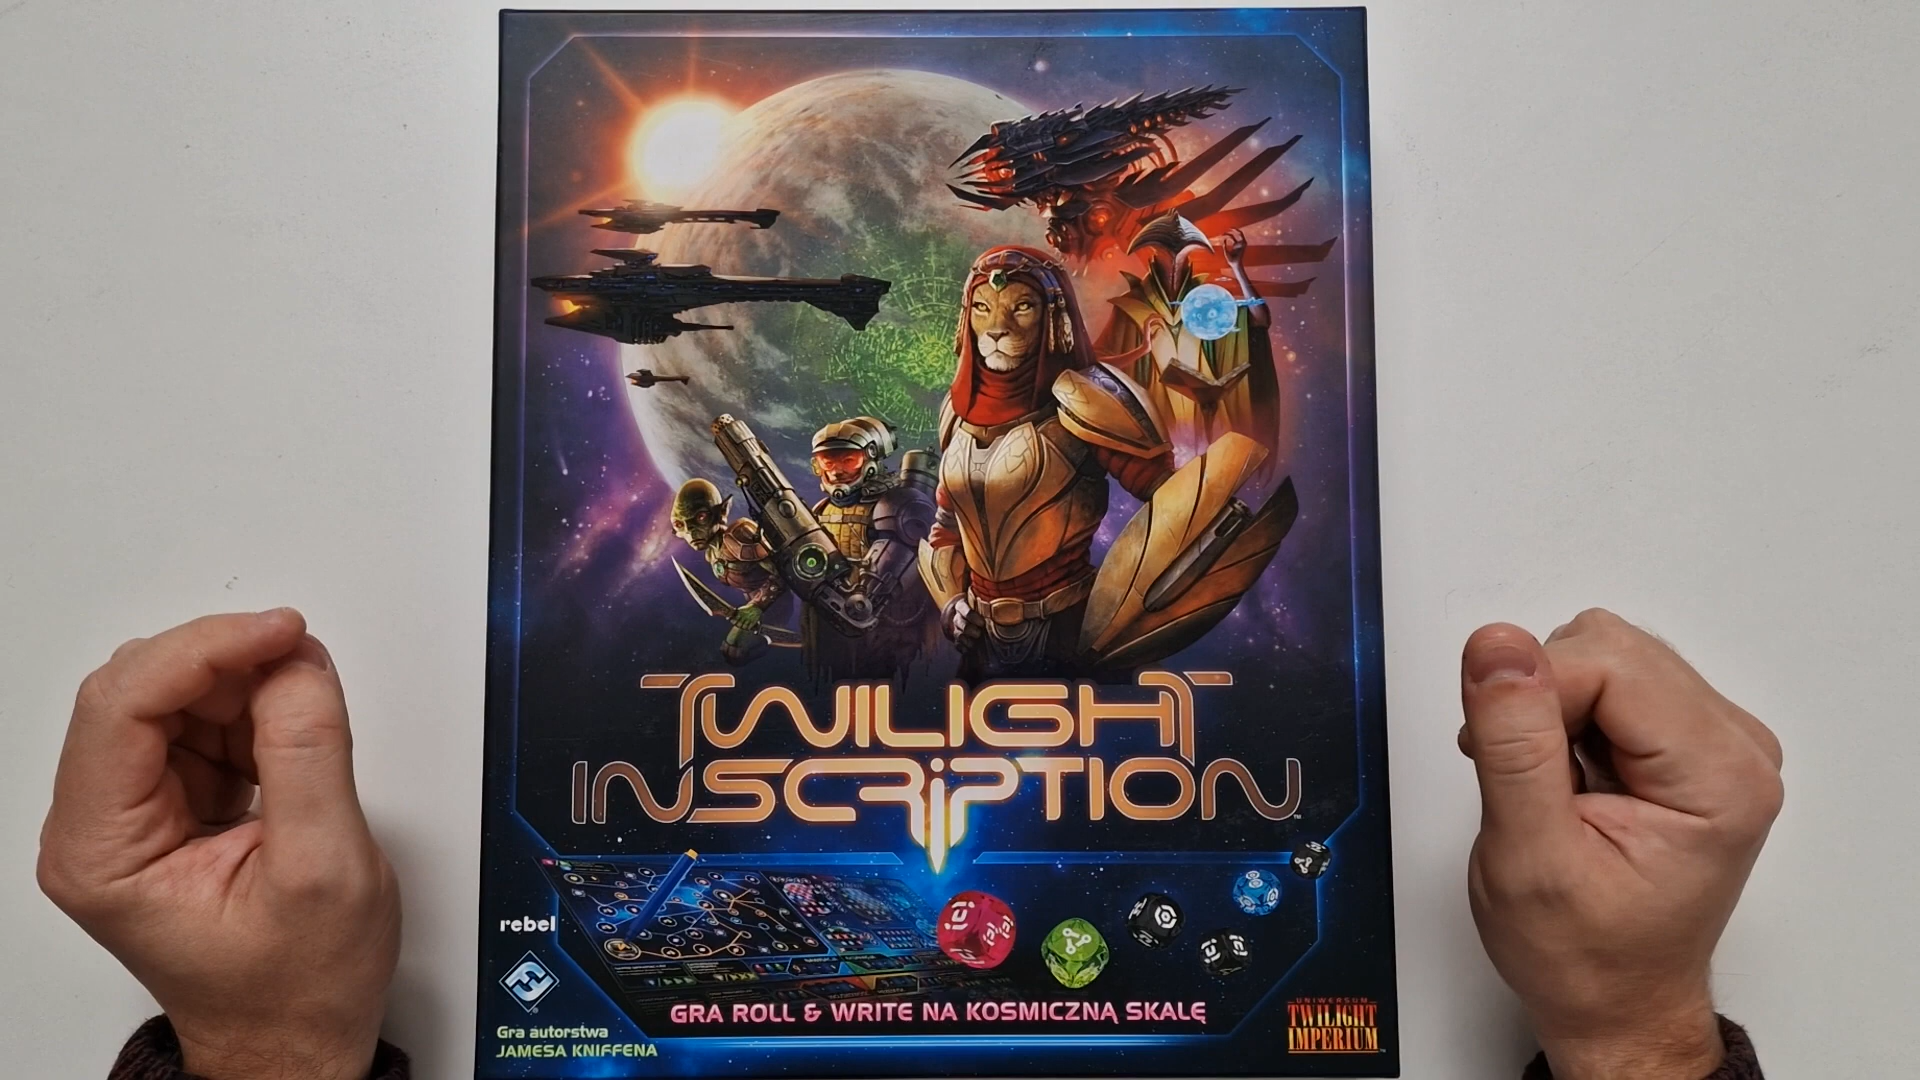 TWILIGHT
INSCRIPTION
rebel
GRA ROLL & WRITE NA KOSMICZNĄ SKALĘ
Gra autorstwa
JAMESA KNIFFENA
UNIWERSUM
TWILIGHT
IMPERIUM